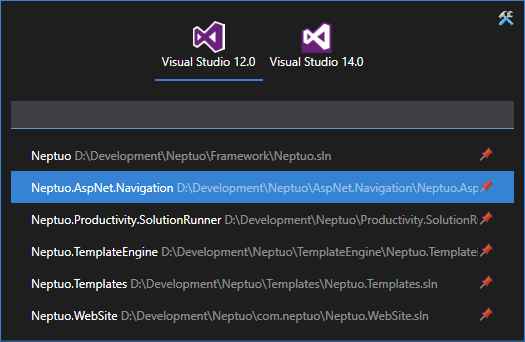 Visual Studio 12.0 Visual Studio 14.0
Neptuo D:\Development\Neptuo\Framework\Neptuo.sln
Neptuo.AspNet.Navigation D:\Development\Neptuo\AspNet.Navigation\Neptuo.Asp
Neptuo.Productivity.SolutionRunner D:\Development\Neptuo\Productivity.SolutionR
Neptuo.TemplateEngine D:\Development\Neptuo\TemplateEngine\Neptuo.Template
Neptuo.Templates D:\Development\Neptuo\Templates\Neptuo.Templates.sln
Neptuo.WebSite D:\Development\Neptuo\com.neptuo\Neptuo.WebSite.sln